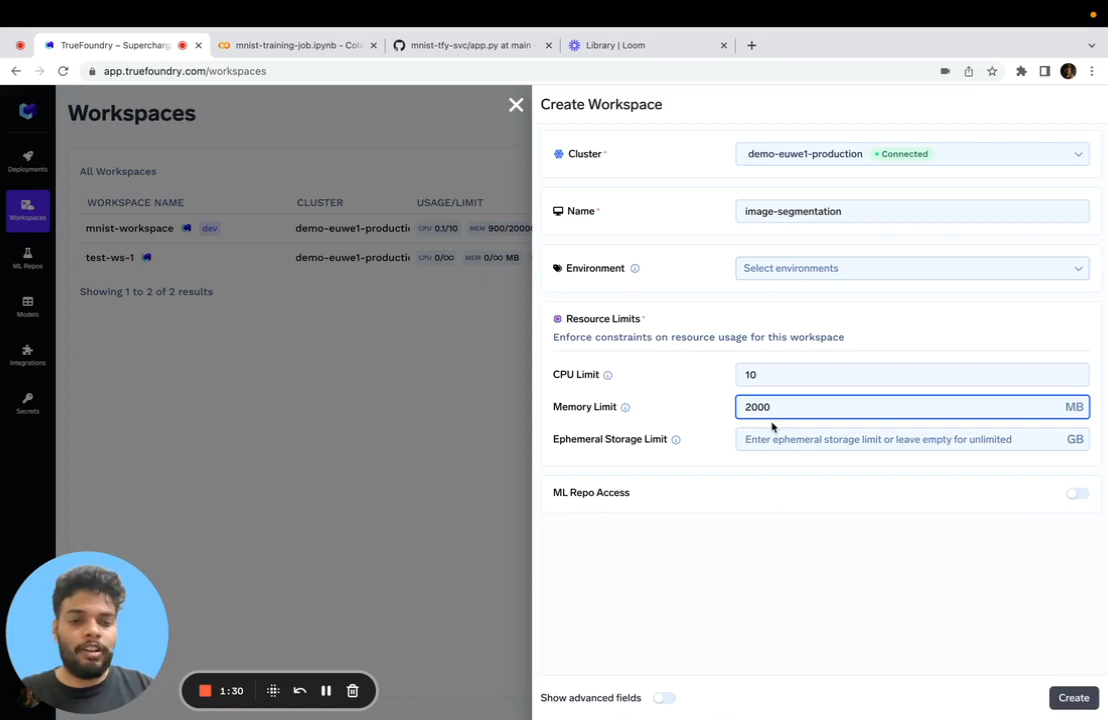 TrueFoundry – Supercharg
mnist-training-job.ipynb - Cola
mnist-tfy-svc/app.py at main ·
Library | Loom
app.truefoundry.com/workspaces
Deployments
Workspaces
ML Repos
Models
Integrations
Secrets
Workspaces
All Workspaces
WORKSPACE NAME CLUSTER USAGE/LIMIT
mnist-workspace dev demo-euwe1-producti CPU 0.1/10 MEM 900/2000
test-ws-1 demo-euwe1-producti CPU 0/∞ MEM 0/∞ MB
Showing 1 to 2 of 2 results
1:30
Create Workspace
Cluster* demo-euwe1-production Connected
Name* image-segmentation
Environment Select environments
Resource Limits*
Enforce constraints on resource usage for this workspace
CPU Limit 10
Memory Limit 2000 MB
Ephemeral Storage Limit Enter ephemeral storage limit or leave empty for unlimited GB
ML Repo Access
Show advanced fields Create